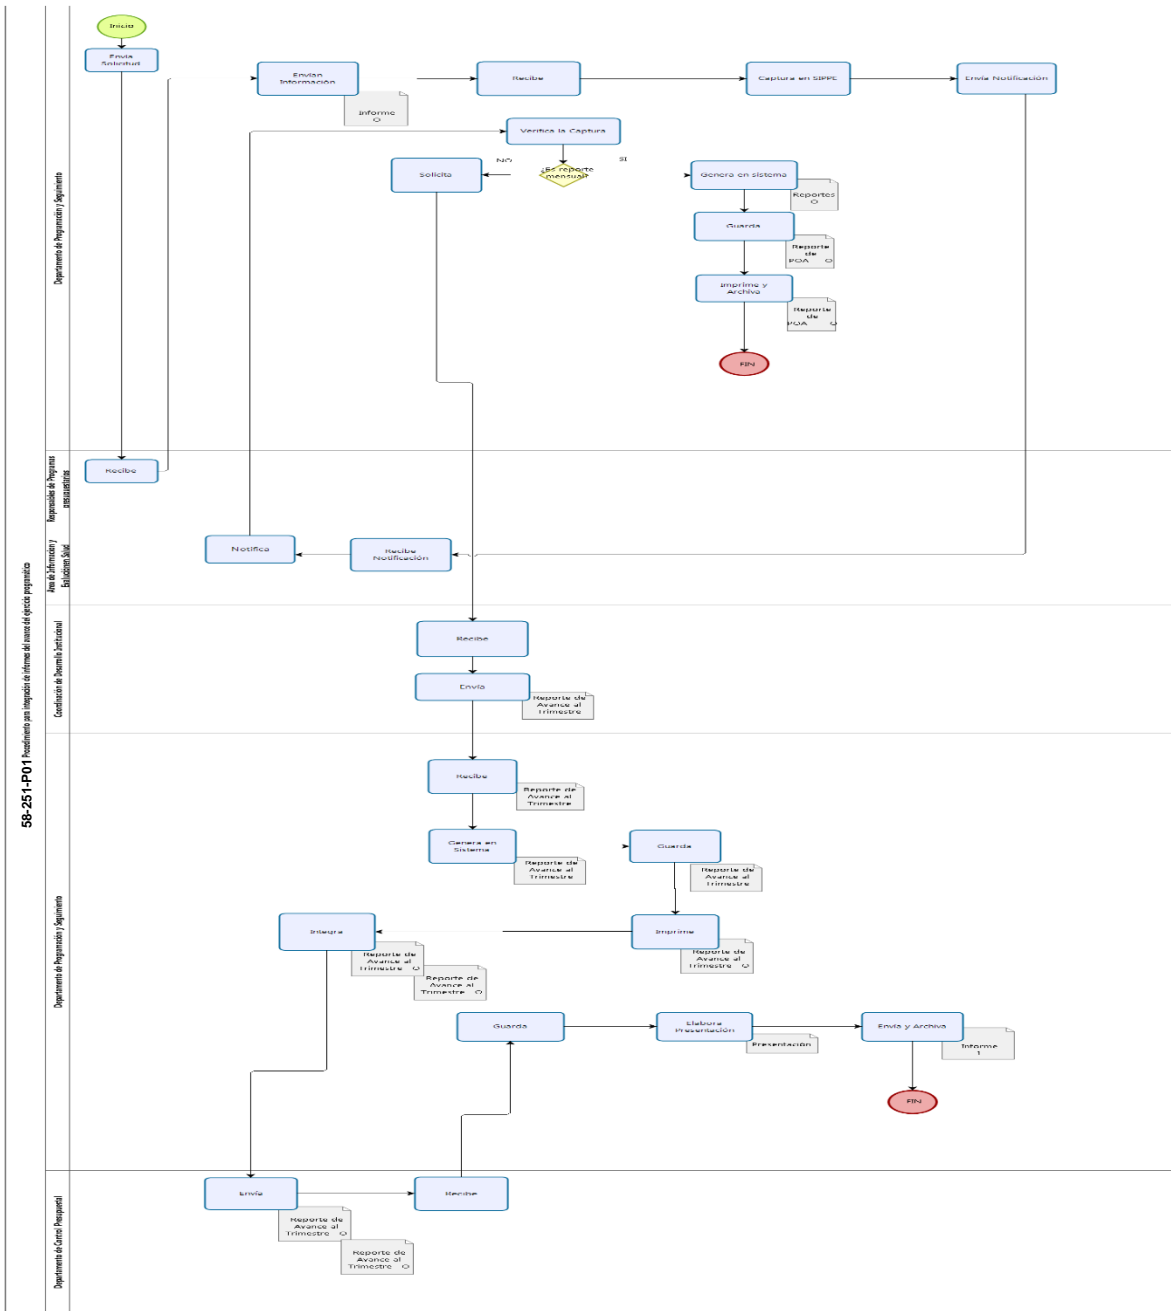 58-251-P01 Procedimiento para integración de informes del avance del ejercicio programático
Departamento de Programación y Seguimiento
Inicio
Envía
Solicitud
Envían
Información
Informe
O
Recibe
Captura en SIPPE
Envía Notificación
Verifica la Captura
¿Es reporte
mensual?
NO
SI
Solicita
Genera en sistema
Reportes
O
Guarda
Reporte
de
POA O
Imprime y
Archiva
Reporte
de
POA O
FIN
Responsables de Programas
presupuestarios
Recibe
Area de Información y
Evaluación en Salud
Notifica
Recibe
Notificación
Coordinación de Desarrollo Institucional
Recibe
Envía
Reporte de
Avance al
Trimestre
Departamento de Programación y Seguimiento
Recibe
Reporte de
Avance al
Trimestre
Genera en
Sistema
Reporte de
Avance al
Trimestre
Guarda
Reporte de
Avance al
Trimestre
Imprime
Reporte de
Avance al
Trimestre O
Integra
Reporte de
Avance al
Trimestre O
Reporte de
Avance al
Trimestre O
Guarda
Elabora
Presentación
Presentación
Envía y Archiva
Informe
1
FIN
Departamento de Control Presupuestal
Envía
Reporte de
Avance al
Trimestre O
Reporte de
Avance al
Trimestre O
Recibe